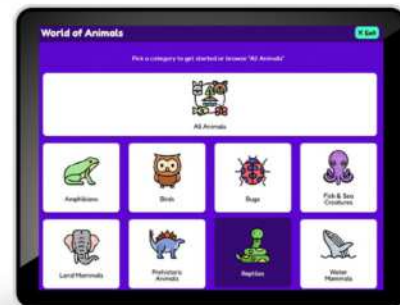 World of Animals
X Exit
Pick a category to get started or browse "All Animals"
All Animals
Amphibians
Birds
Bugs
Fish & Sea
Creatures
Land Mammals
Prehistoric
Animals
Reptiles
Water
Mammals